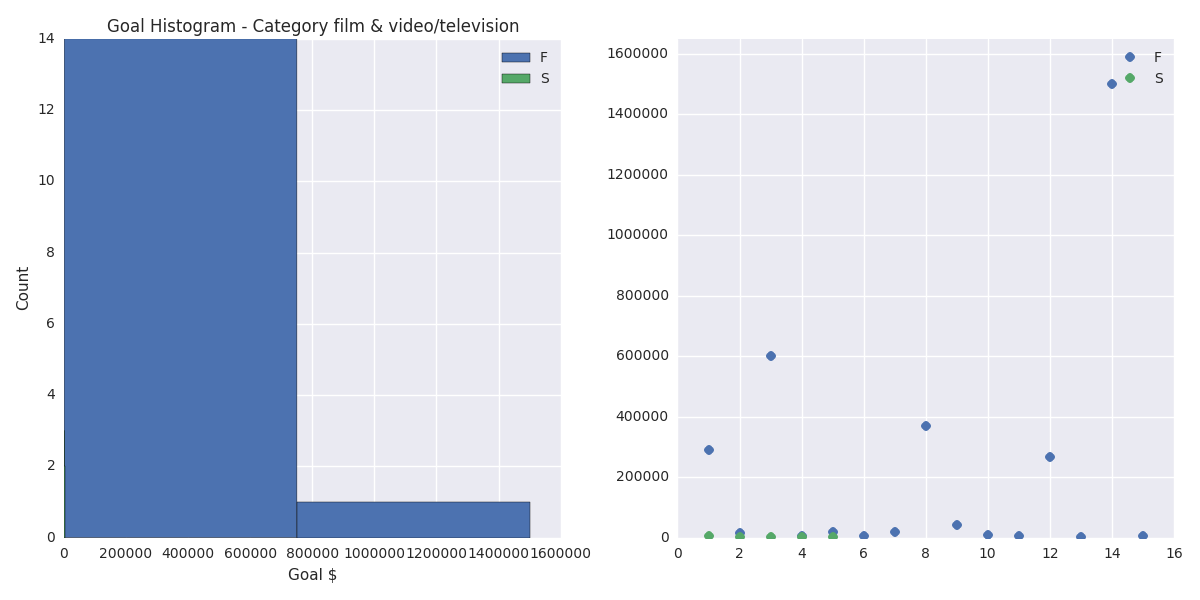 Goal Histogram - Category film & video/television
14
12
10
8
6
4
2
0
Count
0 200000 400000 600000 800000 1000000 1200000 1400000 1600000
Goal $
F
S
1600000
1400000
1200000
1000000
800000
600000
400000
200000
0
0 2 4 6 8 10 12 14 16
F
S